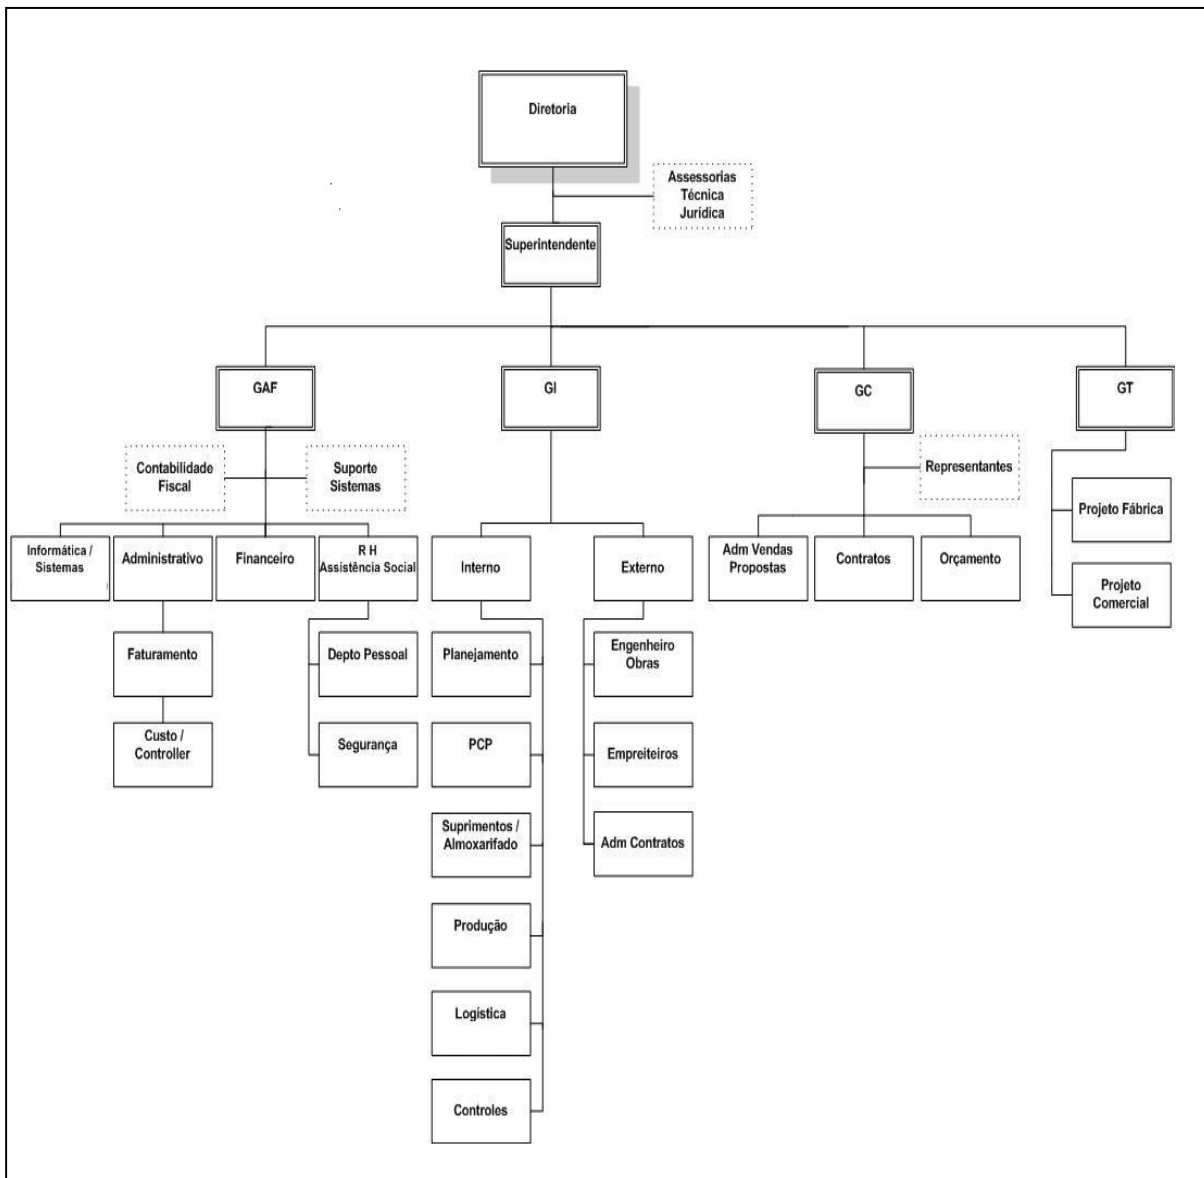 Diretoria
Assessorias
Técnica
Jurídica
Superintendente
GAF
GI
GC
GT
Contabilidade
Fiscal
Suporte
Sistemas
Representantes
Projeto Fábrica
Informática /
Sistemas
Administrativo
Financeiro
R H
Assistência Social
Interno
Externo
Adm Vendas
Propostas
Contratos
Orçamento
Projeto
Comercial
Faturamento
Depto Pessoal
Planejamento
Engenheiro
Obras
Custo /
Controller
Segurança
PCP
Empreiteiros
Suprimentos /
Almoxarifado
Adm Contratos
Produção
Logística
Controles